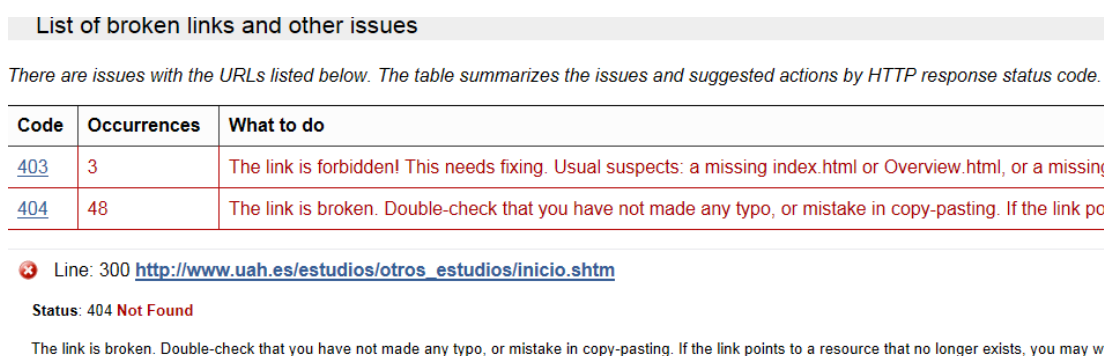 List of broken links and other issues
There are issues with the URLs listed below. The table summarizes the issues and suggested actions by HTTP response status code.
Code Occurrences What to do
403 3 The link is forbidden! This needs fixing. Usual suspects: a missing index.html or Overview.html, or a missing
404 48 The link is broken. Double-check that you have not made any typo, or mistake in copy-pasting. If the link
Line: 300 http://www.uah.es/estudios/otros_estudios/inicio.shtm
Status: 404 Not Found
The link is broken. Double-check that you have not made any typo, or mistake in copy-pasting. If the link points to a resource that no longer exists, you may